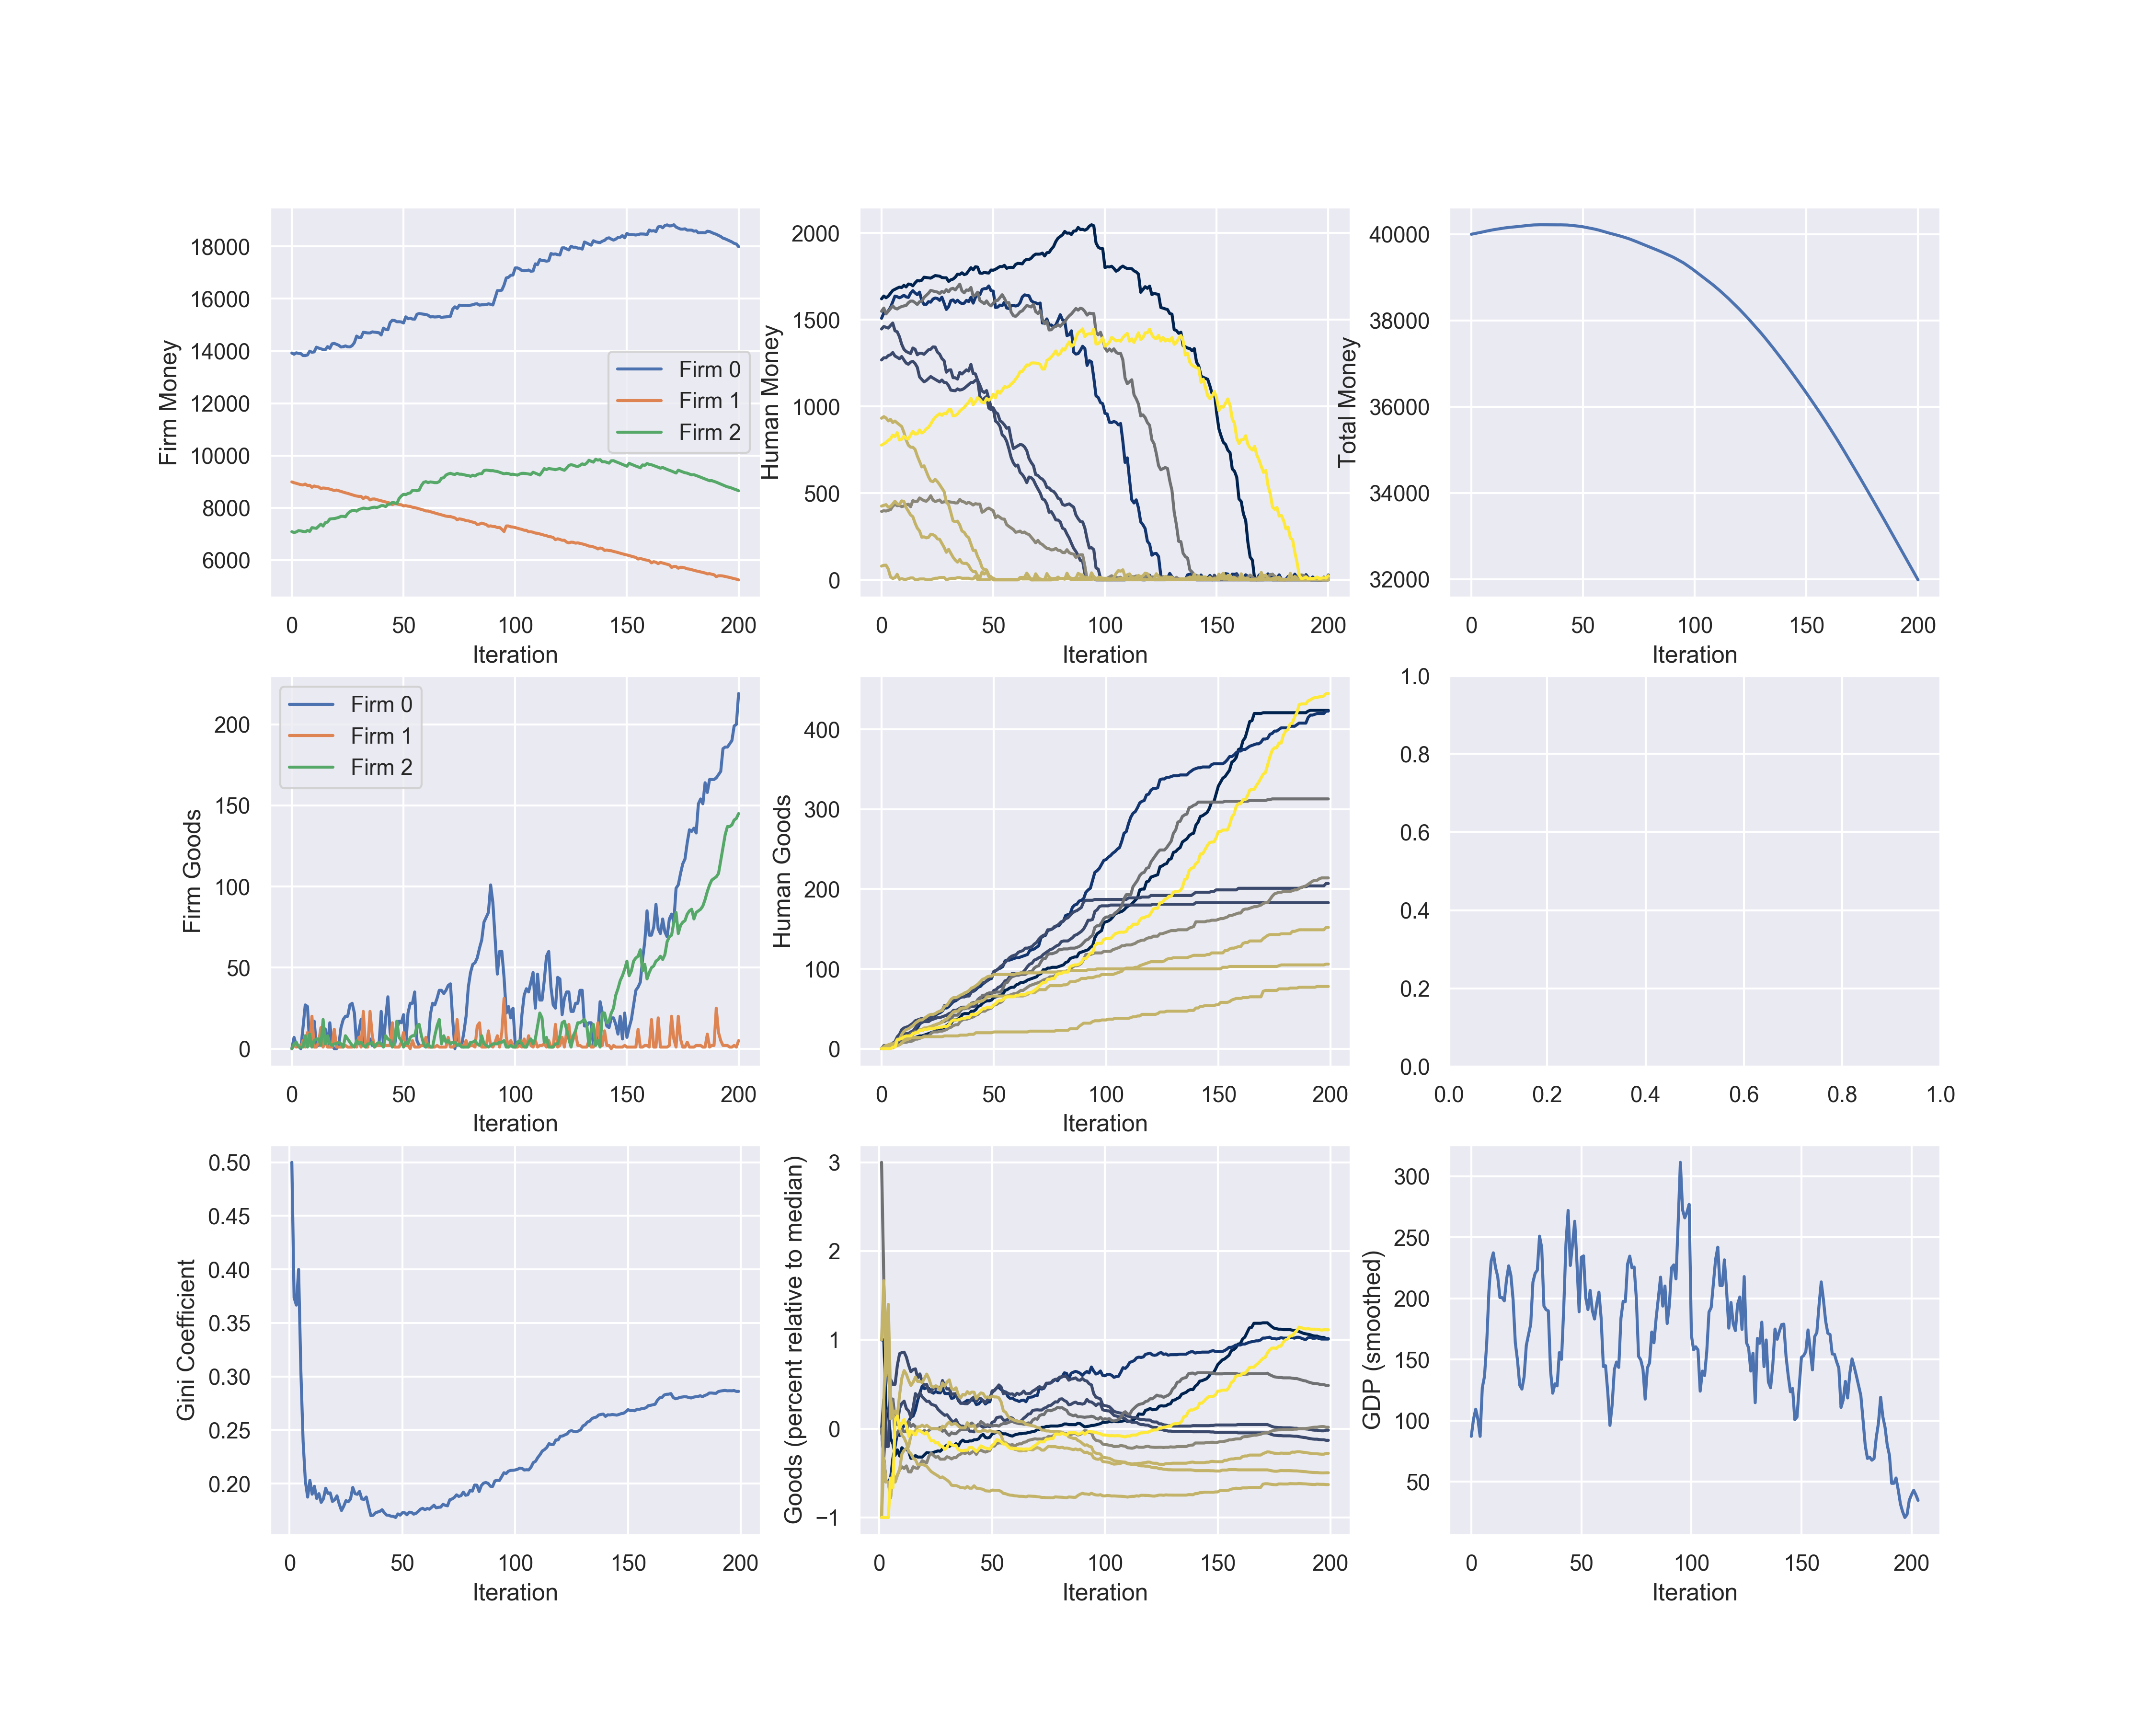 Firm Money
18000
16000
14000
12000
10000
8000
6000
Firm 0
Firm 1
Firm 2
0 50 100 150 200
Iteration
Human Money
2000
1500
1000
500
0
0 50 100 150 200
Iteration
Total Money
40000
38000
36000
34000
32000
0 50 100 150 200
Iteration
Firm Goods
200
150
100
50
0
Firm 0
Firm 1
Firm 2
0 50 100 150 200
Iteration
Human Goods
400
300
200
100
0
0 50 100 150 200
Iteration
1.0
0.8
0.6
0.4
0.2
0.0
0.0 0.2 0.4 0.6 0.8 1.0
Gini Coefficient
0.50
0.45
0.40
0.35
0.30
0.25
0.20
0 50 100 150 200
Iteration
Goods (percent relative to median)
3
2
1
0
−1
0 50 100 150 200
Iteration
GDP (smoothed)
300
250
200
150
100
50
0 50 100 150 200
Iteration